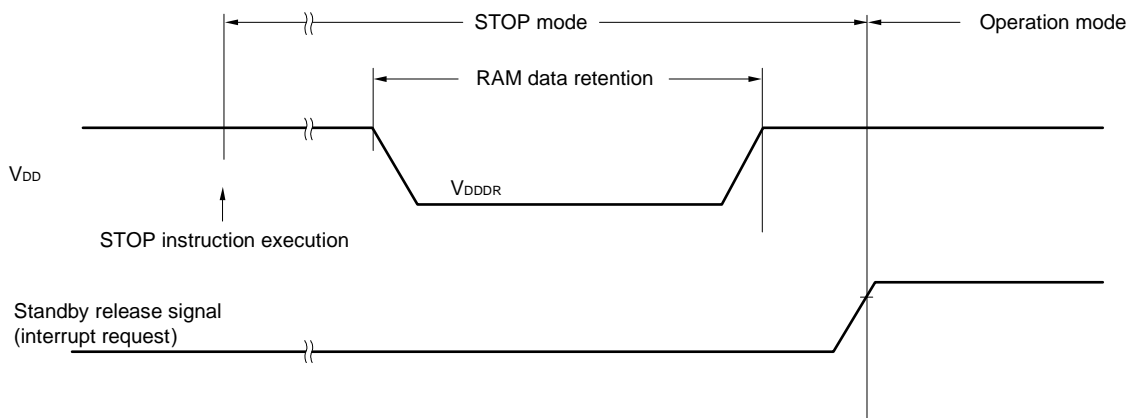 STOP mode
Operation mode
RAM data retention
VDD
VDDDR
STOP instruction execution
Standby release signal
(interrupt request)